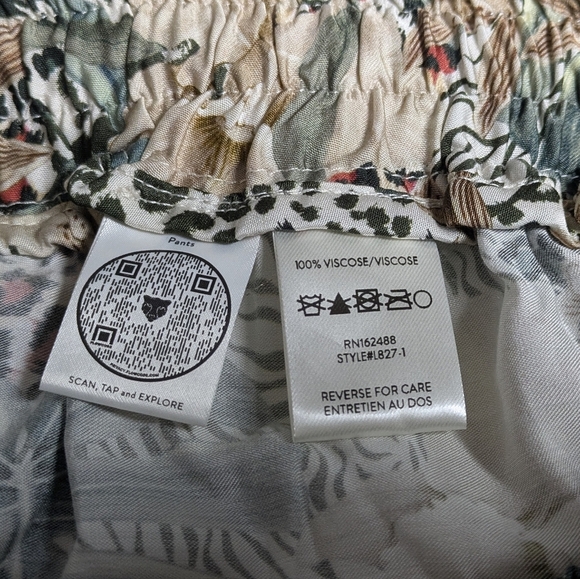 Pants
SCAN, TAP and EXPLORE
100% VISCOSE/VISCOSE
RN162488
STYLE#L827-1
REVERSE FOR CARE
ENTRETIEN AU DOS